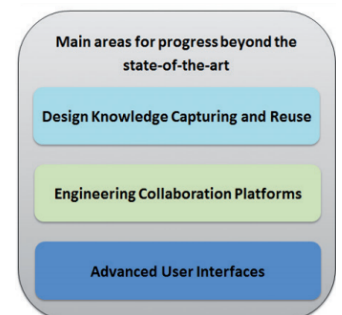 Main areas for progress beyond the
state-of-the-art
Design Knowledge Capturing and Reuse
Engineering Collaboration Platforms
Advanced User Interfaces